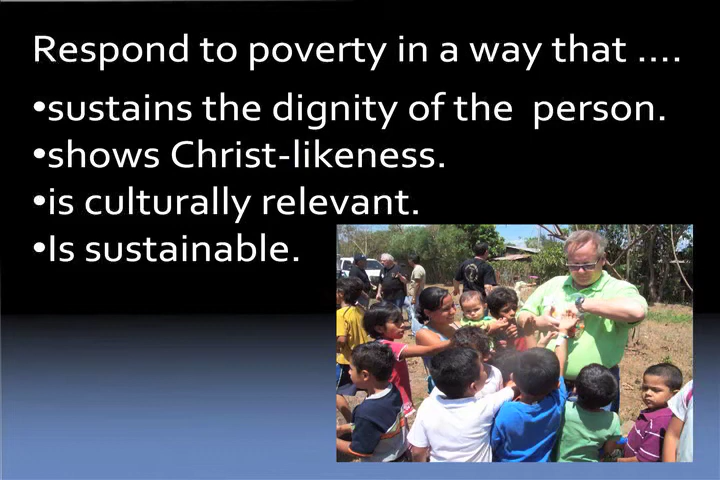 Respond to poverty in a way that ....
•sustains the dignity of the  person.
•shows Christ-likeness.
•is culturally relevant.
•Is sustainable.